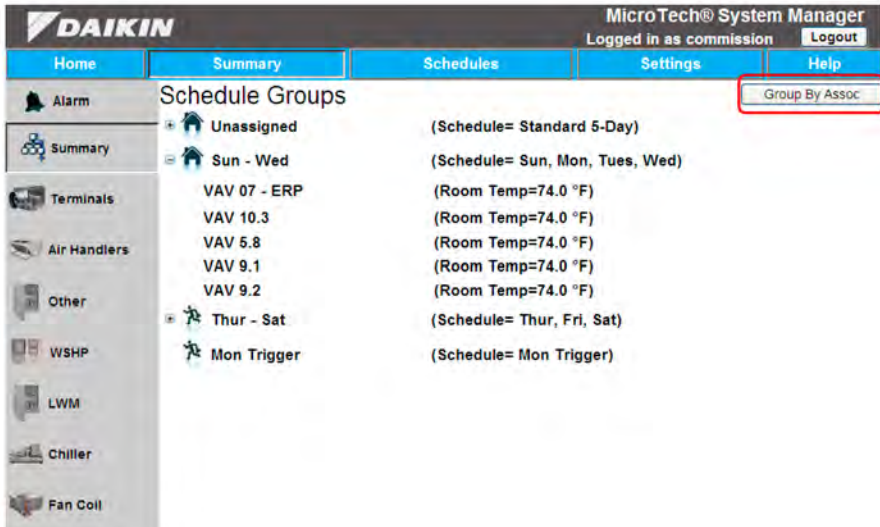 DAIKIN
MicroTech® System Manager
Logged in as commission Logout
Home Summary Schedules Settings Help
Alarm
Summary
Terminals
Air Handlers
Other
WSHP
LWM
Chiller
Fan Coil
Schedule Groups
Group By Assoc
Unassigned (Schedule= Standard 5-Day)
Sun - Wed (Schedule= Sun, Mon, Tues, Wed)
VAV 07 - ERP (Room Temp=74.0 °F)
VAV 10.3 (Room Temp=74.0 °F)
VAV 5.8 (Room Temp=74.0 °F)
VAV 9.1 (Room Temp=74.0 °F)
VAV 9.2 (Room Temp=74.0 °F)
Thur - Sat (Schedule= Thur, Fri, Sat)
Mon Trigger (Schedule= Mon Trigger)